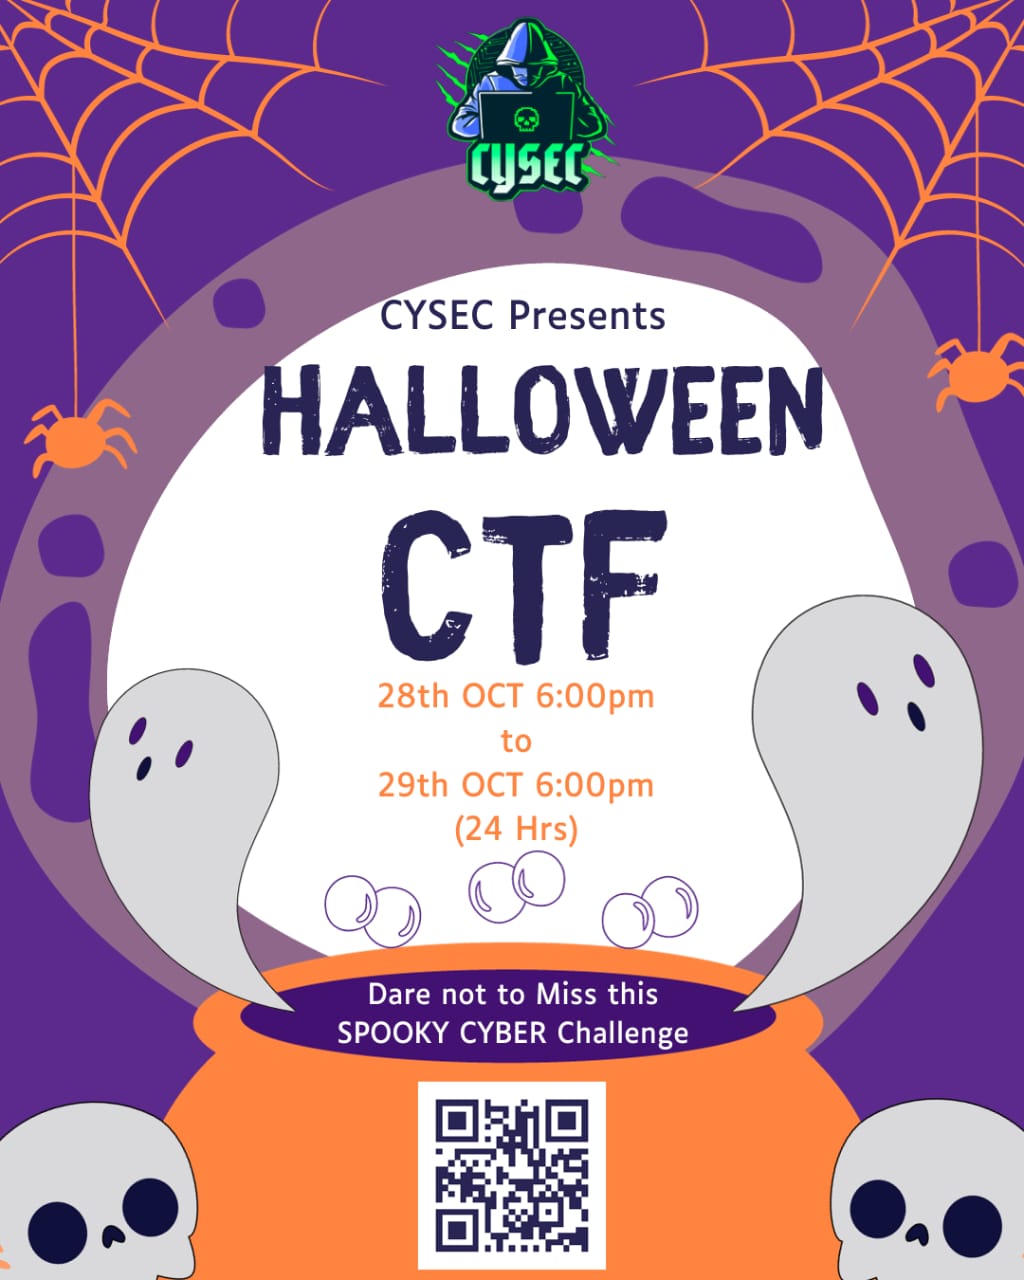 CYSEC
CYSEC Presents
HALLOWEEN
CTF
28th OCT 6:00pm
to
29th OCT 6:00pm
(24 Hrs)
Dare not to Miss this
SPOOKY CYBER Challenge